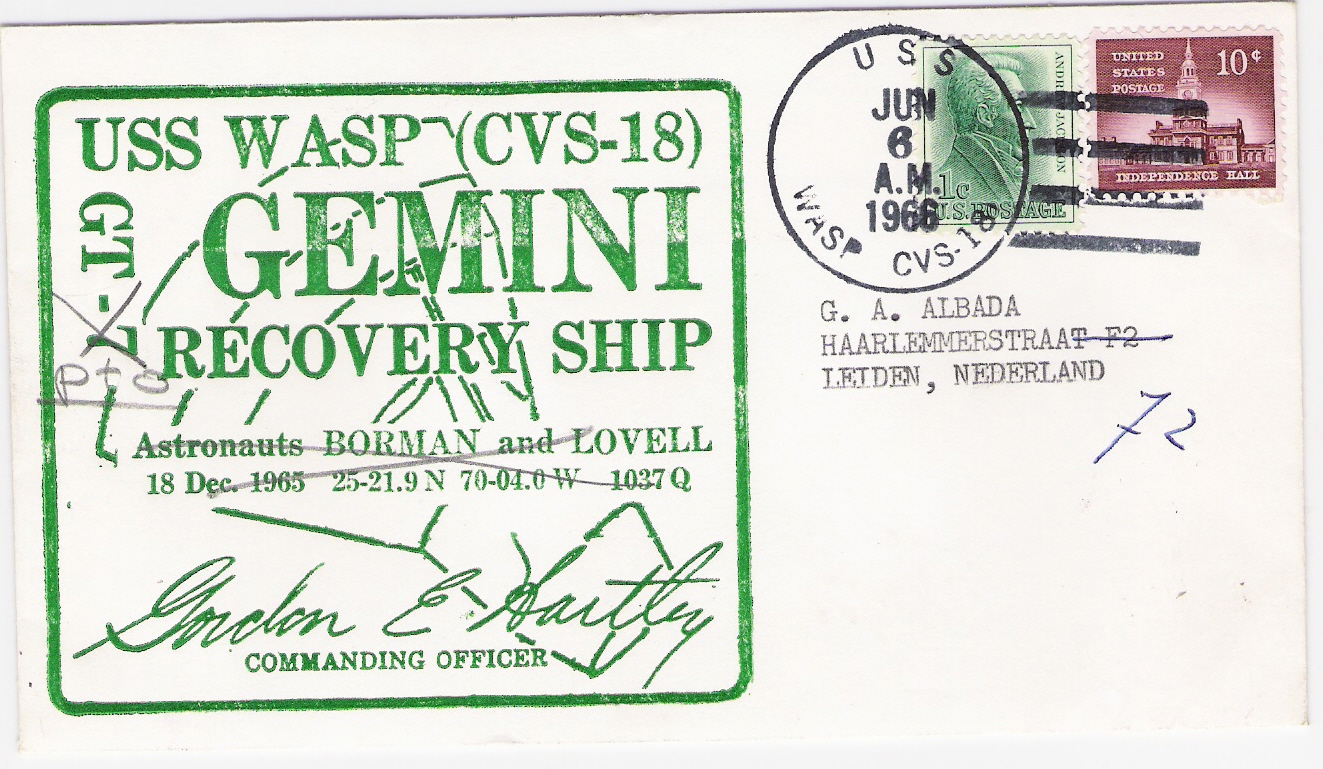 USS WASP (CVS-18)
GT-7
GEMINI
RECOVERY SHIP
pto
Astronauts BORMAN and LOVELL
18 Dec. 1965 25-21.9 N 70-04.0 W 1037 Q
Gordon E Hartley
COMMANDING OFFICER
USS
JUN
6
A.M.
1966
WASP CVS-18
ANDREW JACKSON
1c
U.S. POSTAGE
UNITED
STATES
POSTAGE
10¢
INDEPENDENCE HALL
G. A. ALBADA
HAARLEMMERSTRAAT F2
LEIDEN, NEDERLAND
72